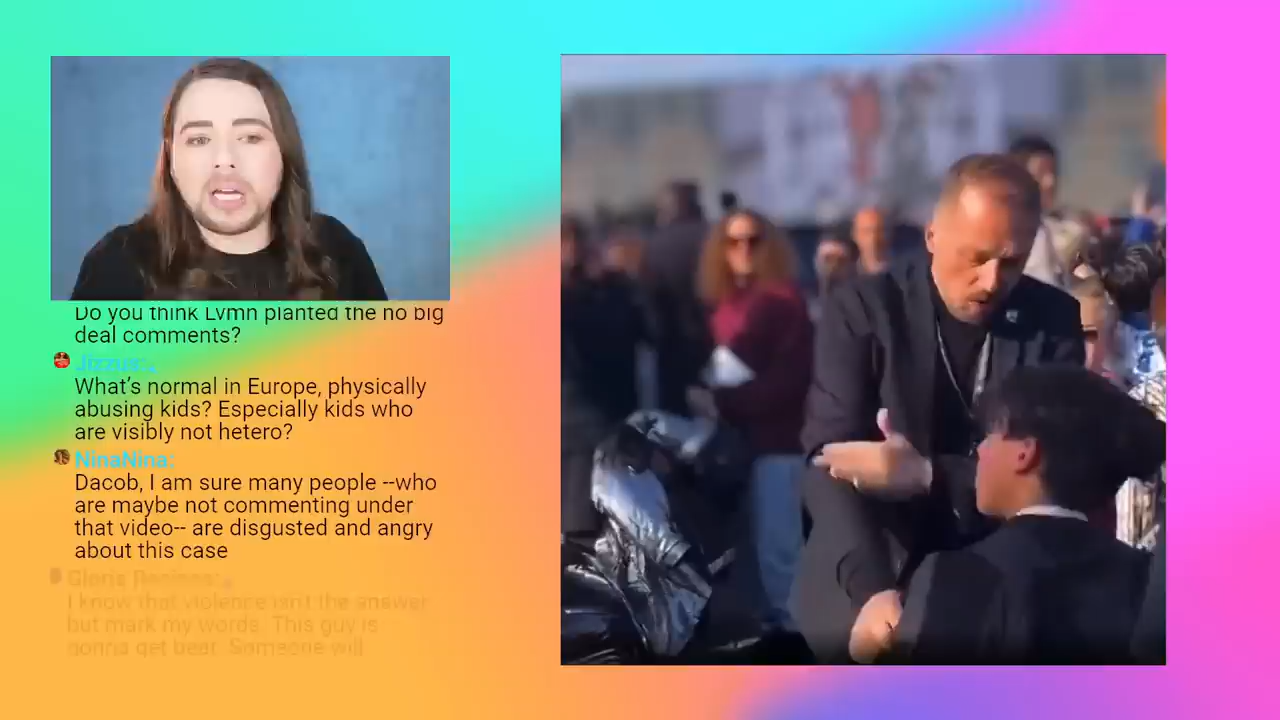 Do you think Lvmn planted the no big
deal comments?
Jizzus:
What's normal in Europe, physically
abusing kids? Especially kids who
are visibly not hetero?
NinaNina:
Dacob, I am sure many people --who
are maybe not commenting under
that video-- are disgusted and angry
about this case
I know that violence isn't the answer
but mark my words. This guy is
gonna get beat. Someone will